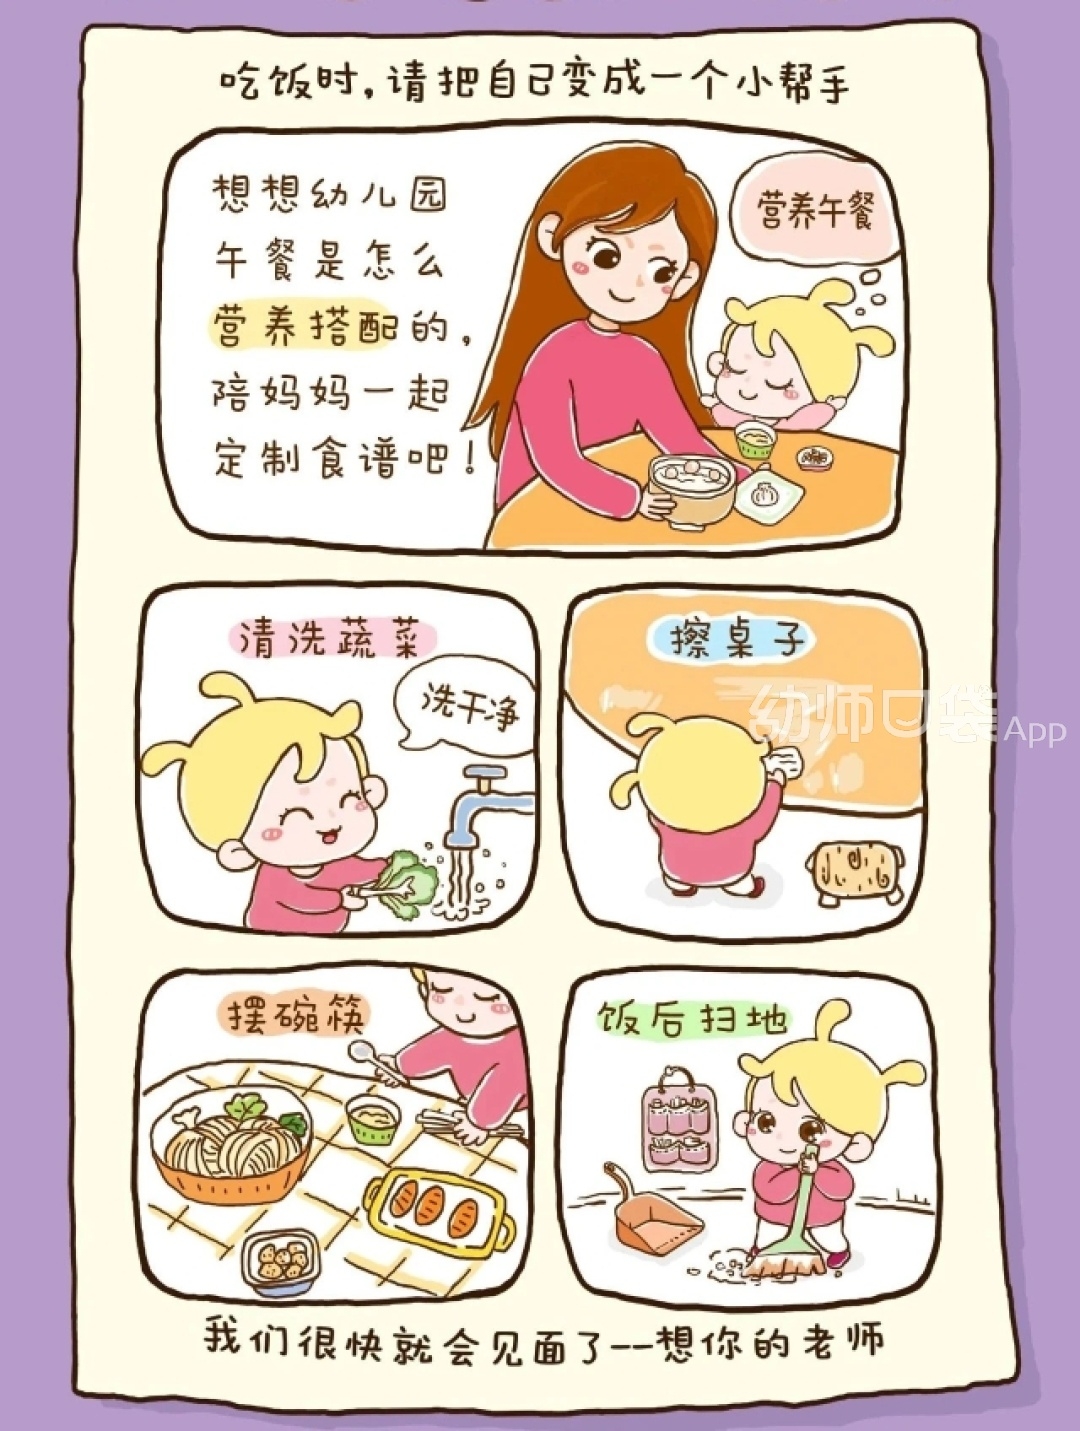 吃饭时，请把自己变成一个小帮手
想想幼儿园
午餐是怎么
营养搭配的，
陪妈妈一起
定制食谱吧！
营养午餐
清洗蔬菜
洗干净
擦桌子
幼师口袋App
摆碗筷
饭后扫地
我们很快就会见面了--想你的老师